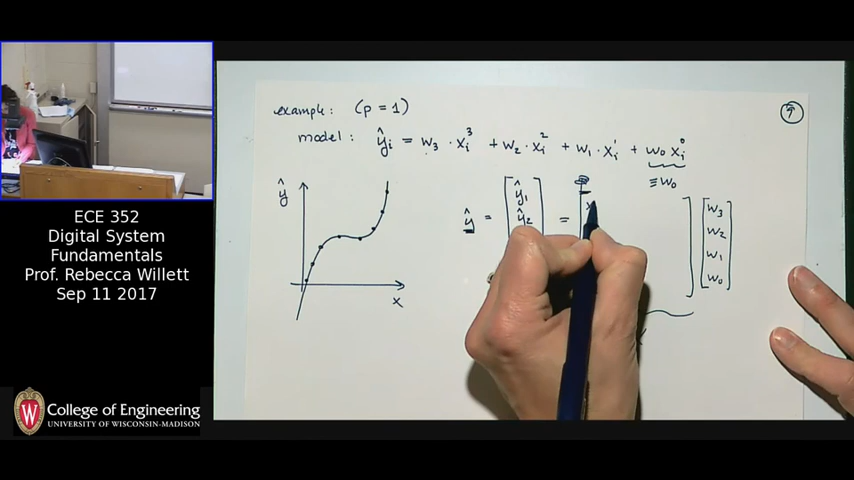 example: (p = 1)
model: ŷᵢ = w₃ · xᵢ³ + w₂ · xᵢ² + w₁ · xᵢ¹ + w₀ xᵢ⁰
≡ w₀
ŷ
x
ŷ = [ŷ₁ ŷ₂ = [x
[w₃ w₂ w₁ w₀]
ECE 352
Digital System
Fundamentals
Prof. Rebecca Willett
Sep 11 2017
W
College of Engineering
UNIVERSITY OF WISCONSIN-MADISON